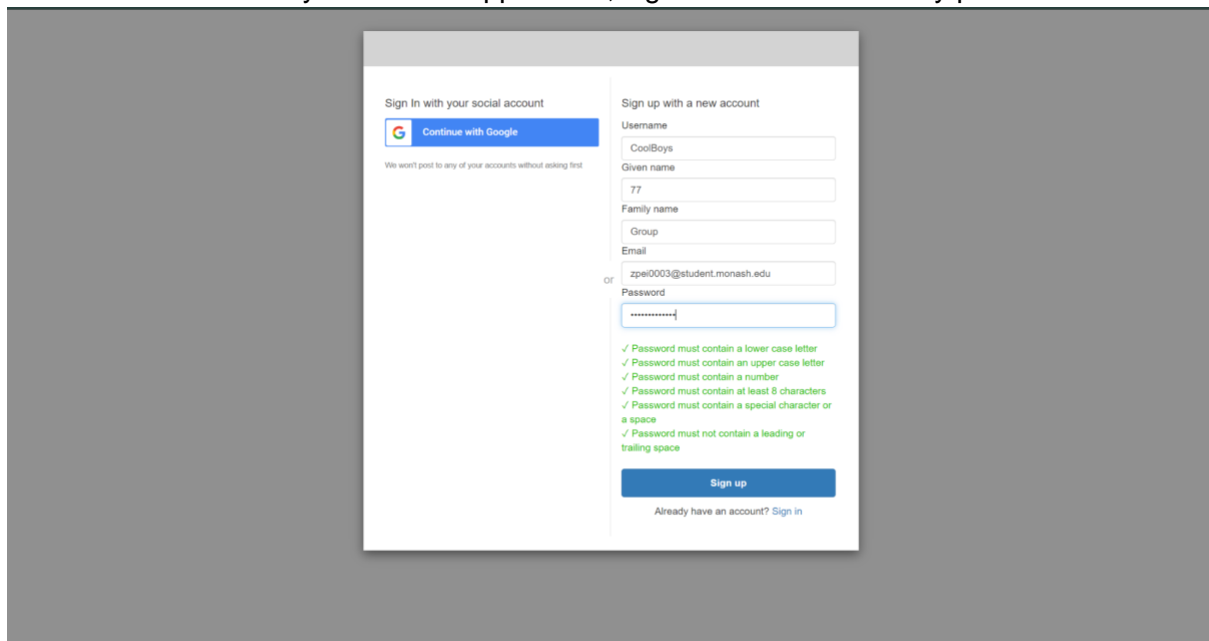 Sign In with your social account
Continue with Google
We won't post to any of your accounts without asking first
or
Sign up with a new account
Username
CoolBoys
Given name
77
Family name
Group
Email
zpei0003@student.monash.edu
Password
•••••••••••••
✓ Password must contain a lower case letter
✓ Password must contain an upper case letter
✓ Password must contain a number
✓ Password must contain at least 8 characters
✓ Password must contain a special character or
a space
✓ Password must not contain a leading or
trailing space
Sign up
Already have an account? Sign in